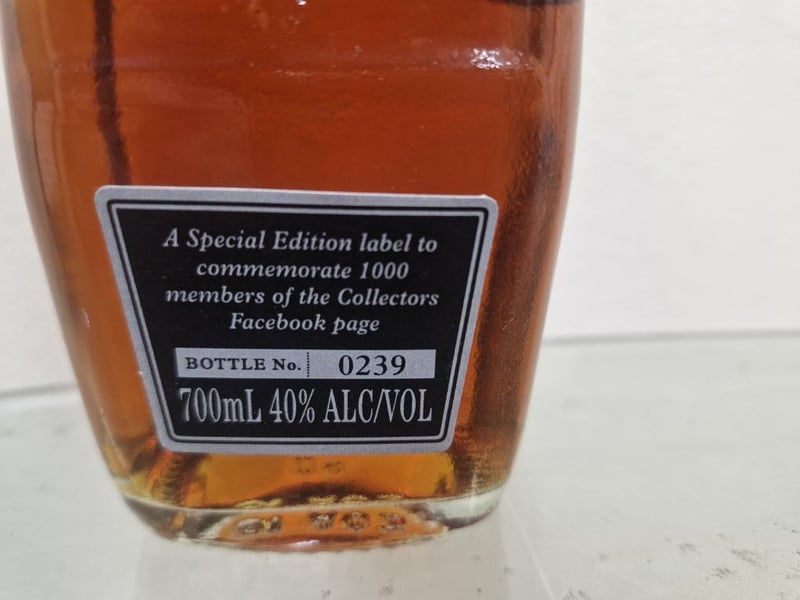 A Special Edition label to
commemorate 1000
members of the Collectors
Facebook page
BOTTLE No. 0239
700mL 40% ALC/VOL